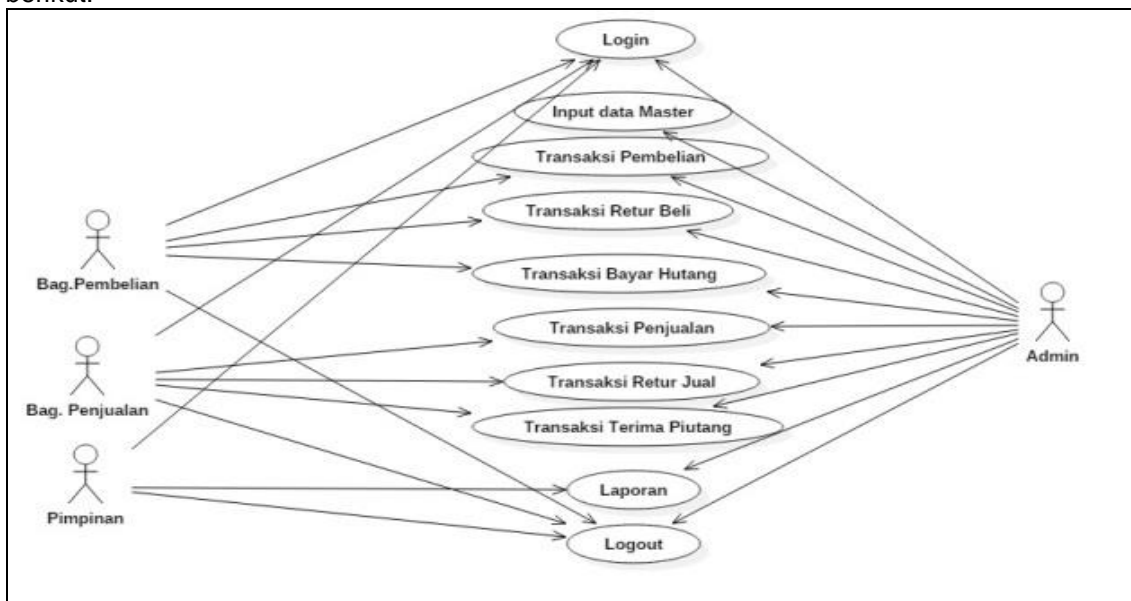 Login
Input data Master
Transaksi Pembelian
Transaksi Retur Beli
Bag.Pembelian
Transaksi Bayar Hutang
Transaksi Penjualan
Admin
Transaksi Retur Jual
Bag. Penjualan
Transaksi Terima Piutang
Laporan
Pimpinan
Logout